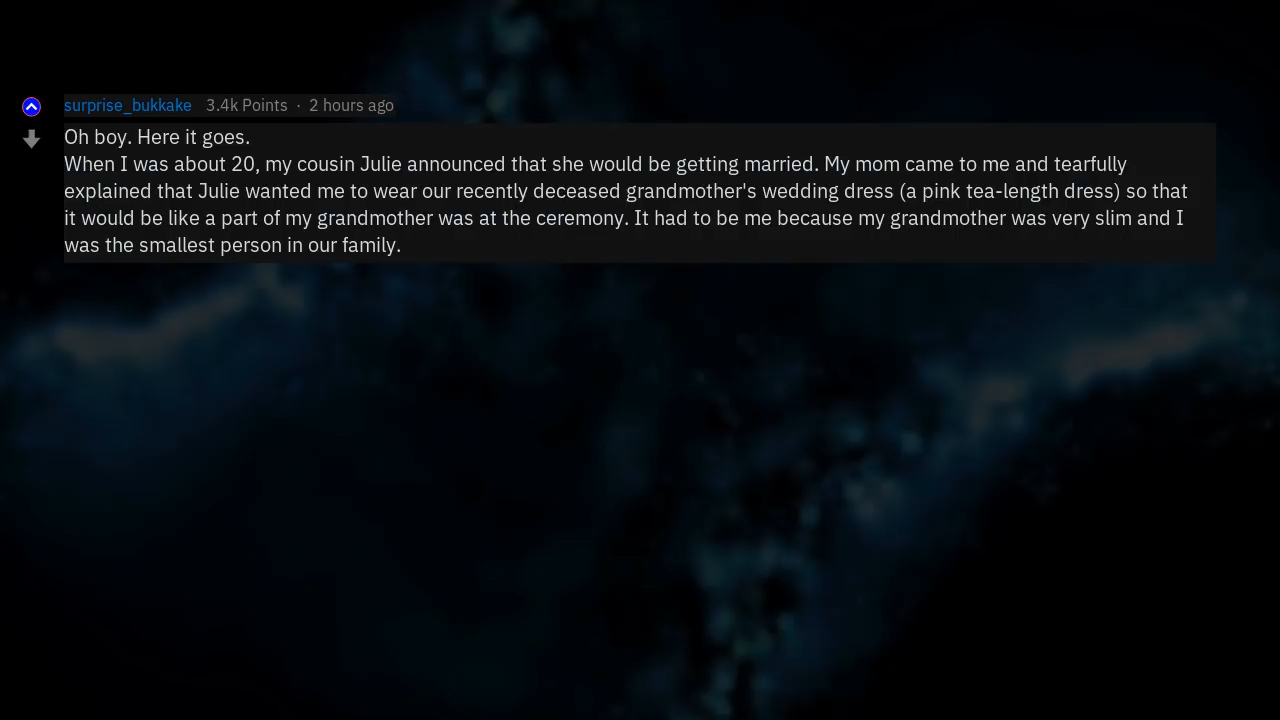 surprise_bukkake 3.4k Points · 2 hours ago
Oh boy. Here it goes.
When I was about 20, my cousin Julie announced that she would be getting married. My mom came to me and tearfully
explained that Julie wanted me to wear our recently deceased grandmother's wedding dress (a pink tea-length dress) so that
it would be like a part of my grandmother was at the ceremony. It had to be me because my grandmother was very slim and I
was the smallest person in our family.